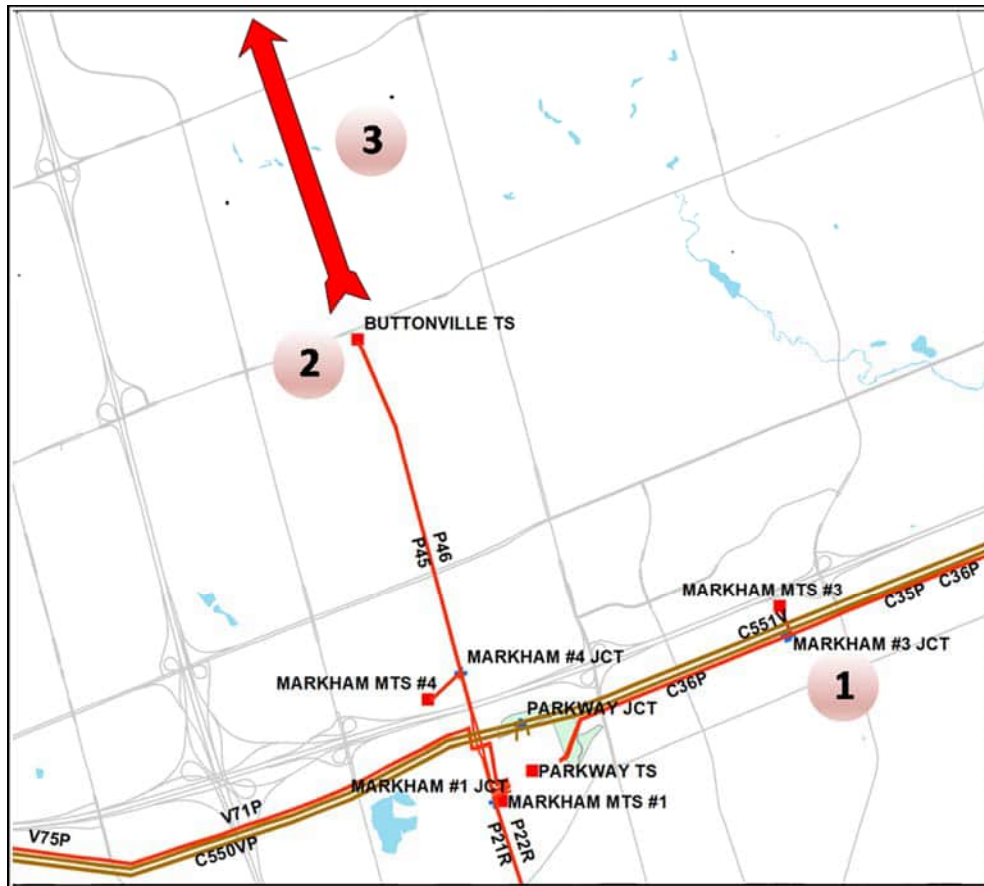 3
BUTTONVILLE TS
2
P46
P45
MARKHAM MTS #3
C36P
C35P
C551V
MARKHAM #3 JCT
MARKHAM #4 JCT
C36P
MARKHAM MTS #4
1
PARKWAY JCT
PARKWAY TS
MARKHAM #1 JCT
MARKHAM MTS #1
V71P
V75P
C550VP
P22R
P21R